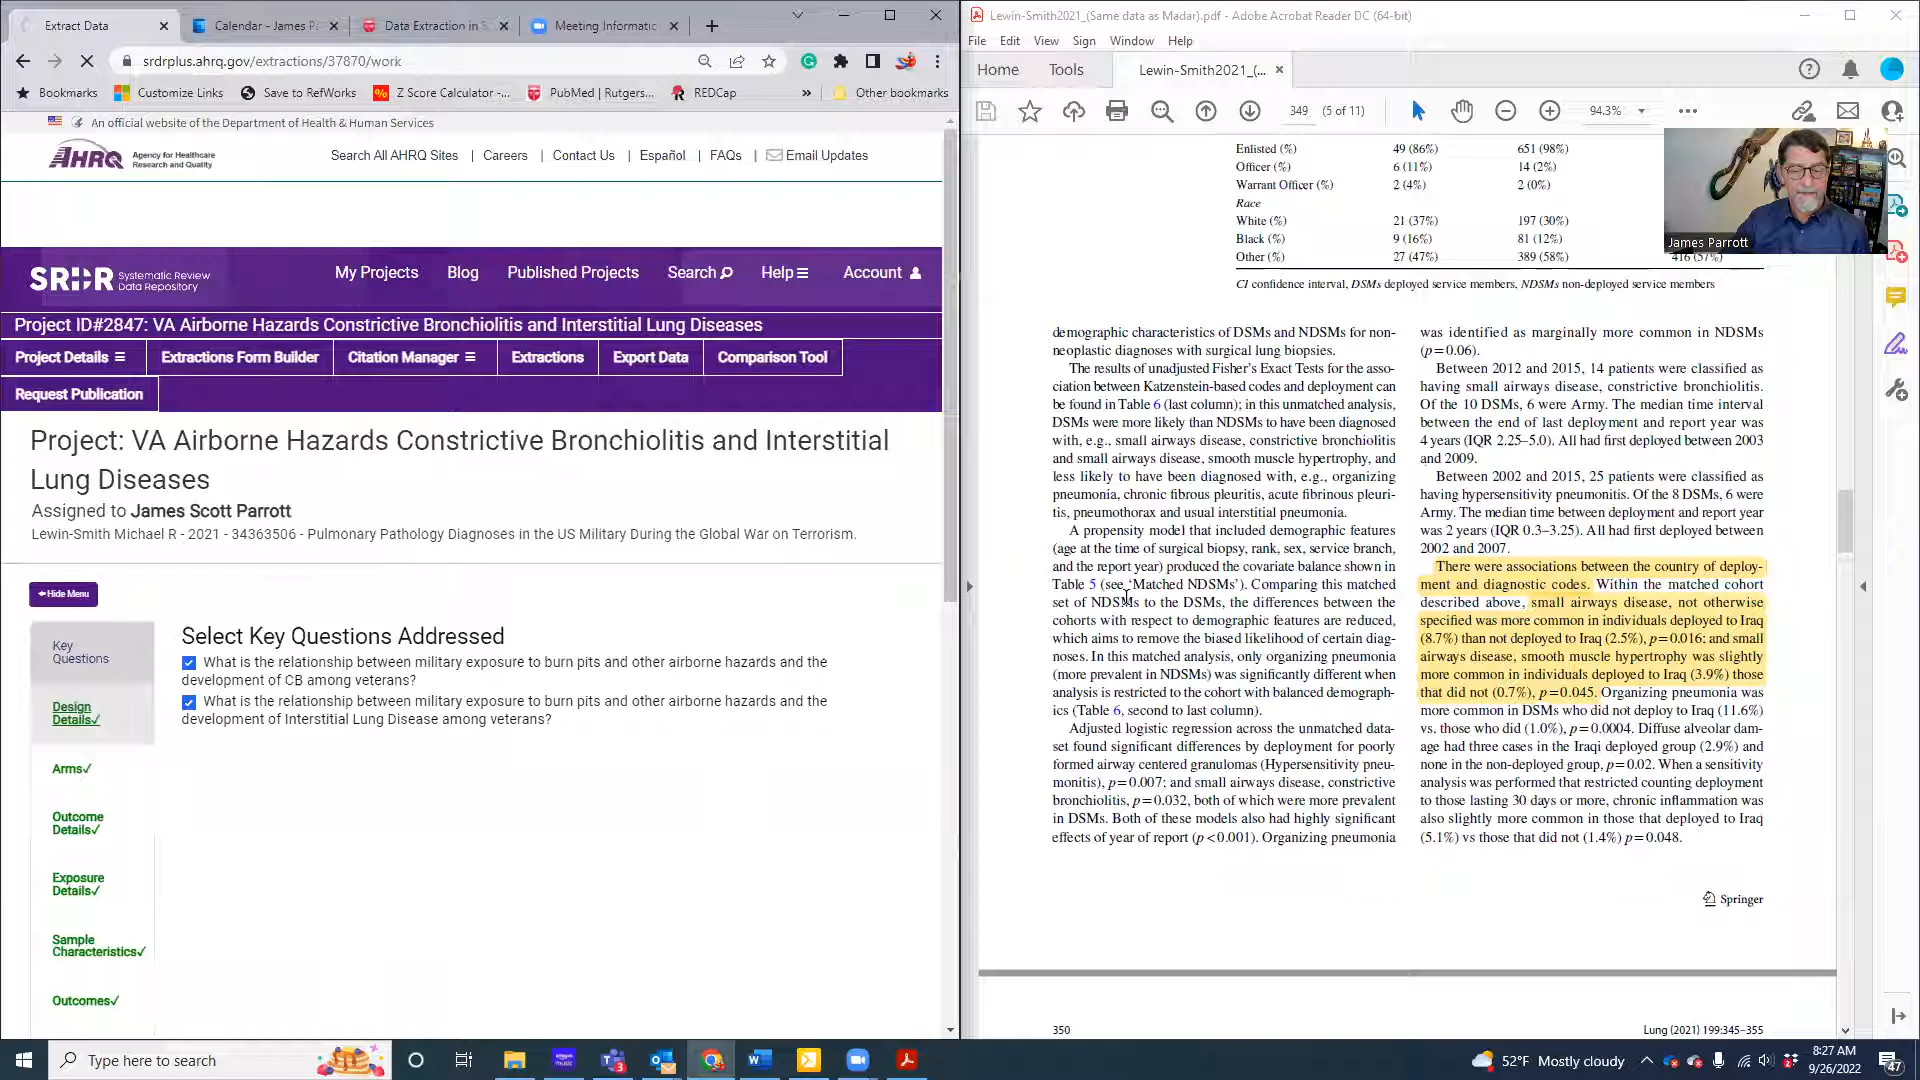 Extract Data
Calendar - James P
Data Extraction in S
Meeting Informatic
srdrplus.ahrq.gov/extractions/37870/work
Bookmarks
Customize Links
Save to RefWorks
Z Score Calculator -...
PubMed | Rutgers...
REDCap
»
Other bookmarks
An official website of the Department of Health & Human Services
AHRQ
Agency for Healthcare
Research and Quality
Search All AHRQ Sites | Careers | Contact Us | Español | FAQs | Email Updates
SRDR
Systematic Review
Data Repository
My Projects
Blog
Published Projects
Search
Help
Account
Project ID#2847: VA Airborne Hazards Constrictive Bronchiolitis and Interstitial Lung Diseases
Project Details
Extractions Form Builder
Citation Manager
Extractions
Export Data
Comparison Tool
Request Publication
Project: VA Airborne Hazards Constrictive Bronchiolitis and Interstitial
Lung Diseases
Assigned to James Scott Parrott
Lewin-Smith Michael R - 2021 - 34363506 - Pulmonary Pathology Diagnoses in the US Military During the Global War on Terrorism.
Hide Menu
Key
Questions
Design
Details✓
Arms✓
Outcome
Details✓
Exposure
Details✓
Sample
Characteristics✓
Outcomes✓
Select Key Questions Addressed
What is the relationship between military exposure to burn pits and other airborne hazards and the
development of CB among veterans?
What is the relationship between military exposure to burn pits and other airborne hazards and the
development of Interstitial Lung Disease among veterans?
Lewin-Smith2021_(Same data as Madar).pdf - Adobe Acrobat Reader DC (64-bit)
File Edit View Sign Window Help
Home
Tools
Lewin-Smith2021_(...
349 (5 of 11)
94.3%
Enlisted (%) 49 (86%) 651 (98%)
Officer (%) 6 (11%) 14 (2%)
Warrant Officer (%) 2 (4%) 2 (0%)
Race
White (%) 21 (37%) 197 (30%)
Black (%) 9 (16%) 81 (12%)
Other (%) 27 (47%) 389 (58%) 416 (57%)
James Parrott
CI confidence interval, DSMs deployed service members, NDSMs non-deployed service members
demographic characteristics of DSMs and NDSMs for non-
neoplastic diagnoses with surgical lung biopsies.
The results of unadjusted Fisher's Exact Tests for the asso-
ciation between Katzenstein-based codes and deployment can
be found in Table 6 (last column); in this unmatched analysis,
DSMs were more likely than NDSMs to have been diagnosed
with, e.g., small airways disease, constrictive bronchiolitis
and small airways disease, smooth muscle hypertrophy, and
less likely to have been diagnosed with, e.g., organizing
pneumonia, chronic fibrous pleuritis, acute fibrinous pleuri-
tis, pneumothorax and usual interstitial pneumonia.
A propensity model that included demographic features
(age at the time of surgical biopsy, rank, sex, service branch,
and the report year) produced the covariate balance shown in
Table 5 (see 'Matched NDSMs'). Comparing this matched
set of NDSMs to the DSMs, the differences between the
cohorts with respect to demographic features are reduced,
which aims to remove the biased likelihood of certain diag-
noses. In this matched analysis, only organizing pneumonia
(more prevalent in NDSMs) was significantly different when
analysis is restricted to the cohort with balanced demograph-
ics (Table 6, second to last column).
Adjusted logistic regression across the unmatched data-
set found significant differences by deployment for poorly
formed airway centered granulomas (Hypersensitivity pneu-
monitis), p=0.007; and small airways disease, constrictive
bronchiolitis, p=0.032, both of which were more prevalent
in DSMs. Both of these models also had highly significant
effects of year of report (p<0.001). Organizing pneumonia
was identified as marginally more common in NDSMs
(p=0.06).
Between 2012 and 2015, 14 patients were classified as
having small airways disease, constrictive bronchiolitis.
Of the 10 DSMs, 6 were Army. The median time interval
between the end of last deployment and report year was
4 years (IQR 2.25–5.0). All had first deployed between 2003
and 2009.
Between 2002 and 2015, 25 patients were classified as
having hypersensitivity pneumonitis. Of the 8 DSMs, 6 were
Army. The median time between deployment and report year
was 2 years (IQR 0.3–3.25). All had first deployed between
2002 and 2007.
There were associations between the country of deploy-
ment and diagnostic codes. Within the matched cohort
described above, small airways disease, not otherwise
specified was more common in individuals deployed to Iraq
(8.7%) than not deployed to Iraq (2.5%), p=0.016; and small
airways disease, smooth muscle hypertrophy was slightly
more common in individuals deployed to Iraq (3.9%) those
that did not (0.7%), p=0.045. Organizing pneumonia was
more common in DSMs who did not deploy to Iraq (11.6%)
vs. those who did (1.0%), p=0.0004. Diffuse alveolar dam-
age had three cases in the Iraqi deployed group (2.9%) and
none in the non-deployed group, p=0.02. When a sensitivity
analysis was performed that restricted counting deployment
to those lasting 30 days or more, chronic inflammation was
also slightly more common in those that deployed to Iraq
(5.1%) vs those that did not (1.4%) p=0.048.
Springer
350
Lung (2021) 199:345–355
Type here to search
52°F Mostly cloudy
8:27 AM
9/26/2022
47